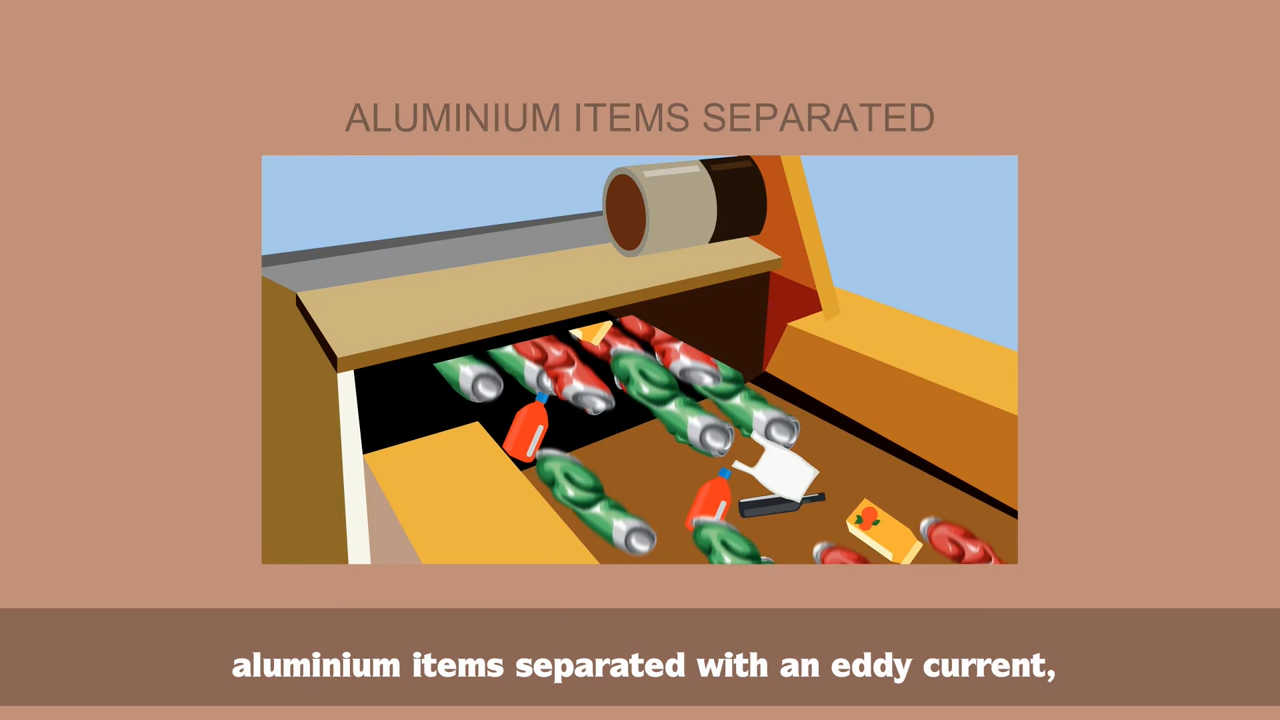 ALUMINIUM ITEMS SEPARATED
aluminium items separated with an eddy current,